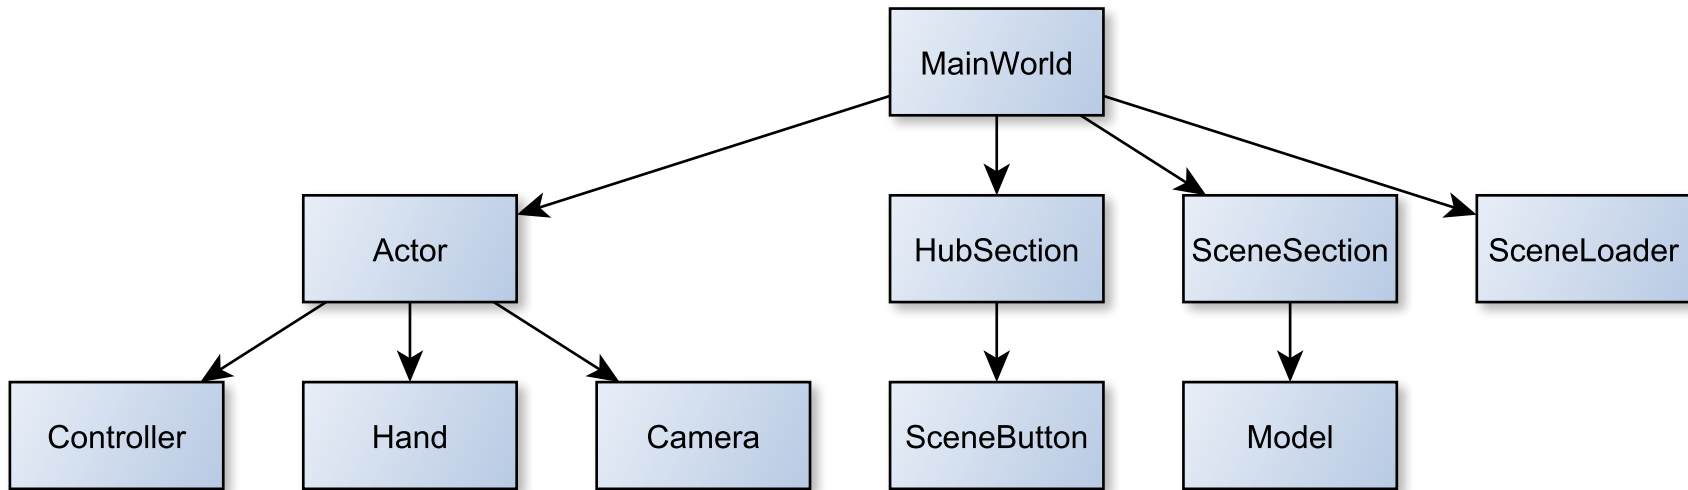 MainWorld
Actor
HubSection
SceneSection
SceneLoader
Controller
Hand
Camera
SceneButton
Model